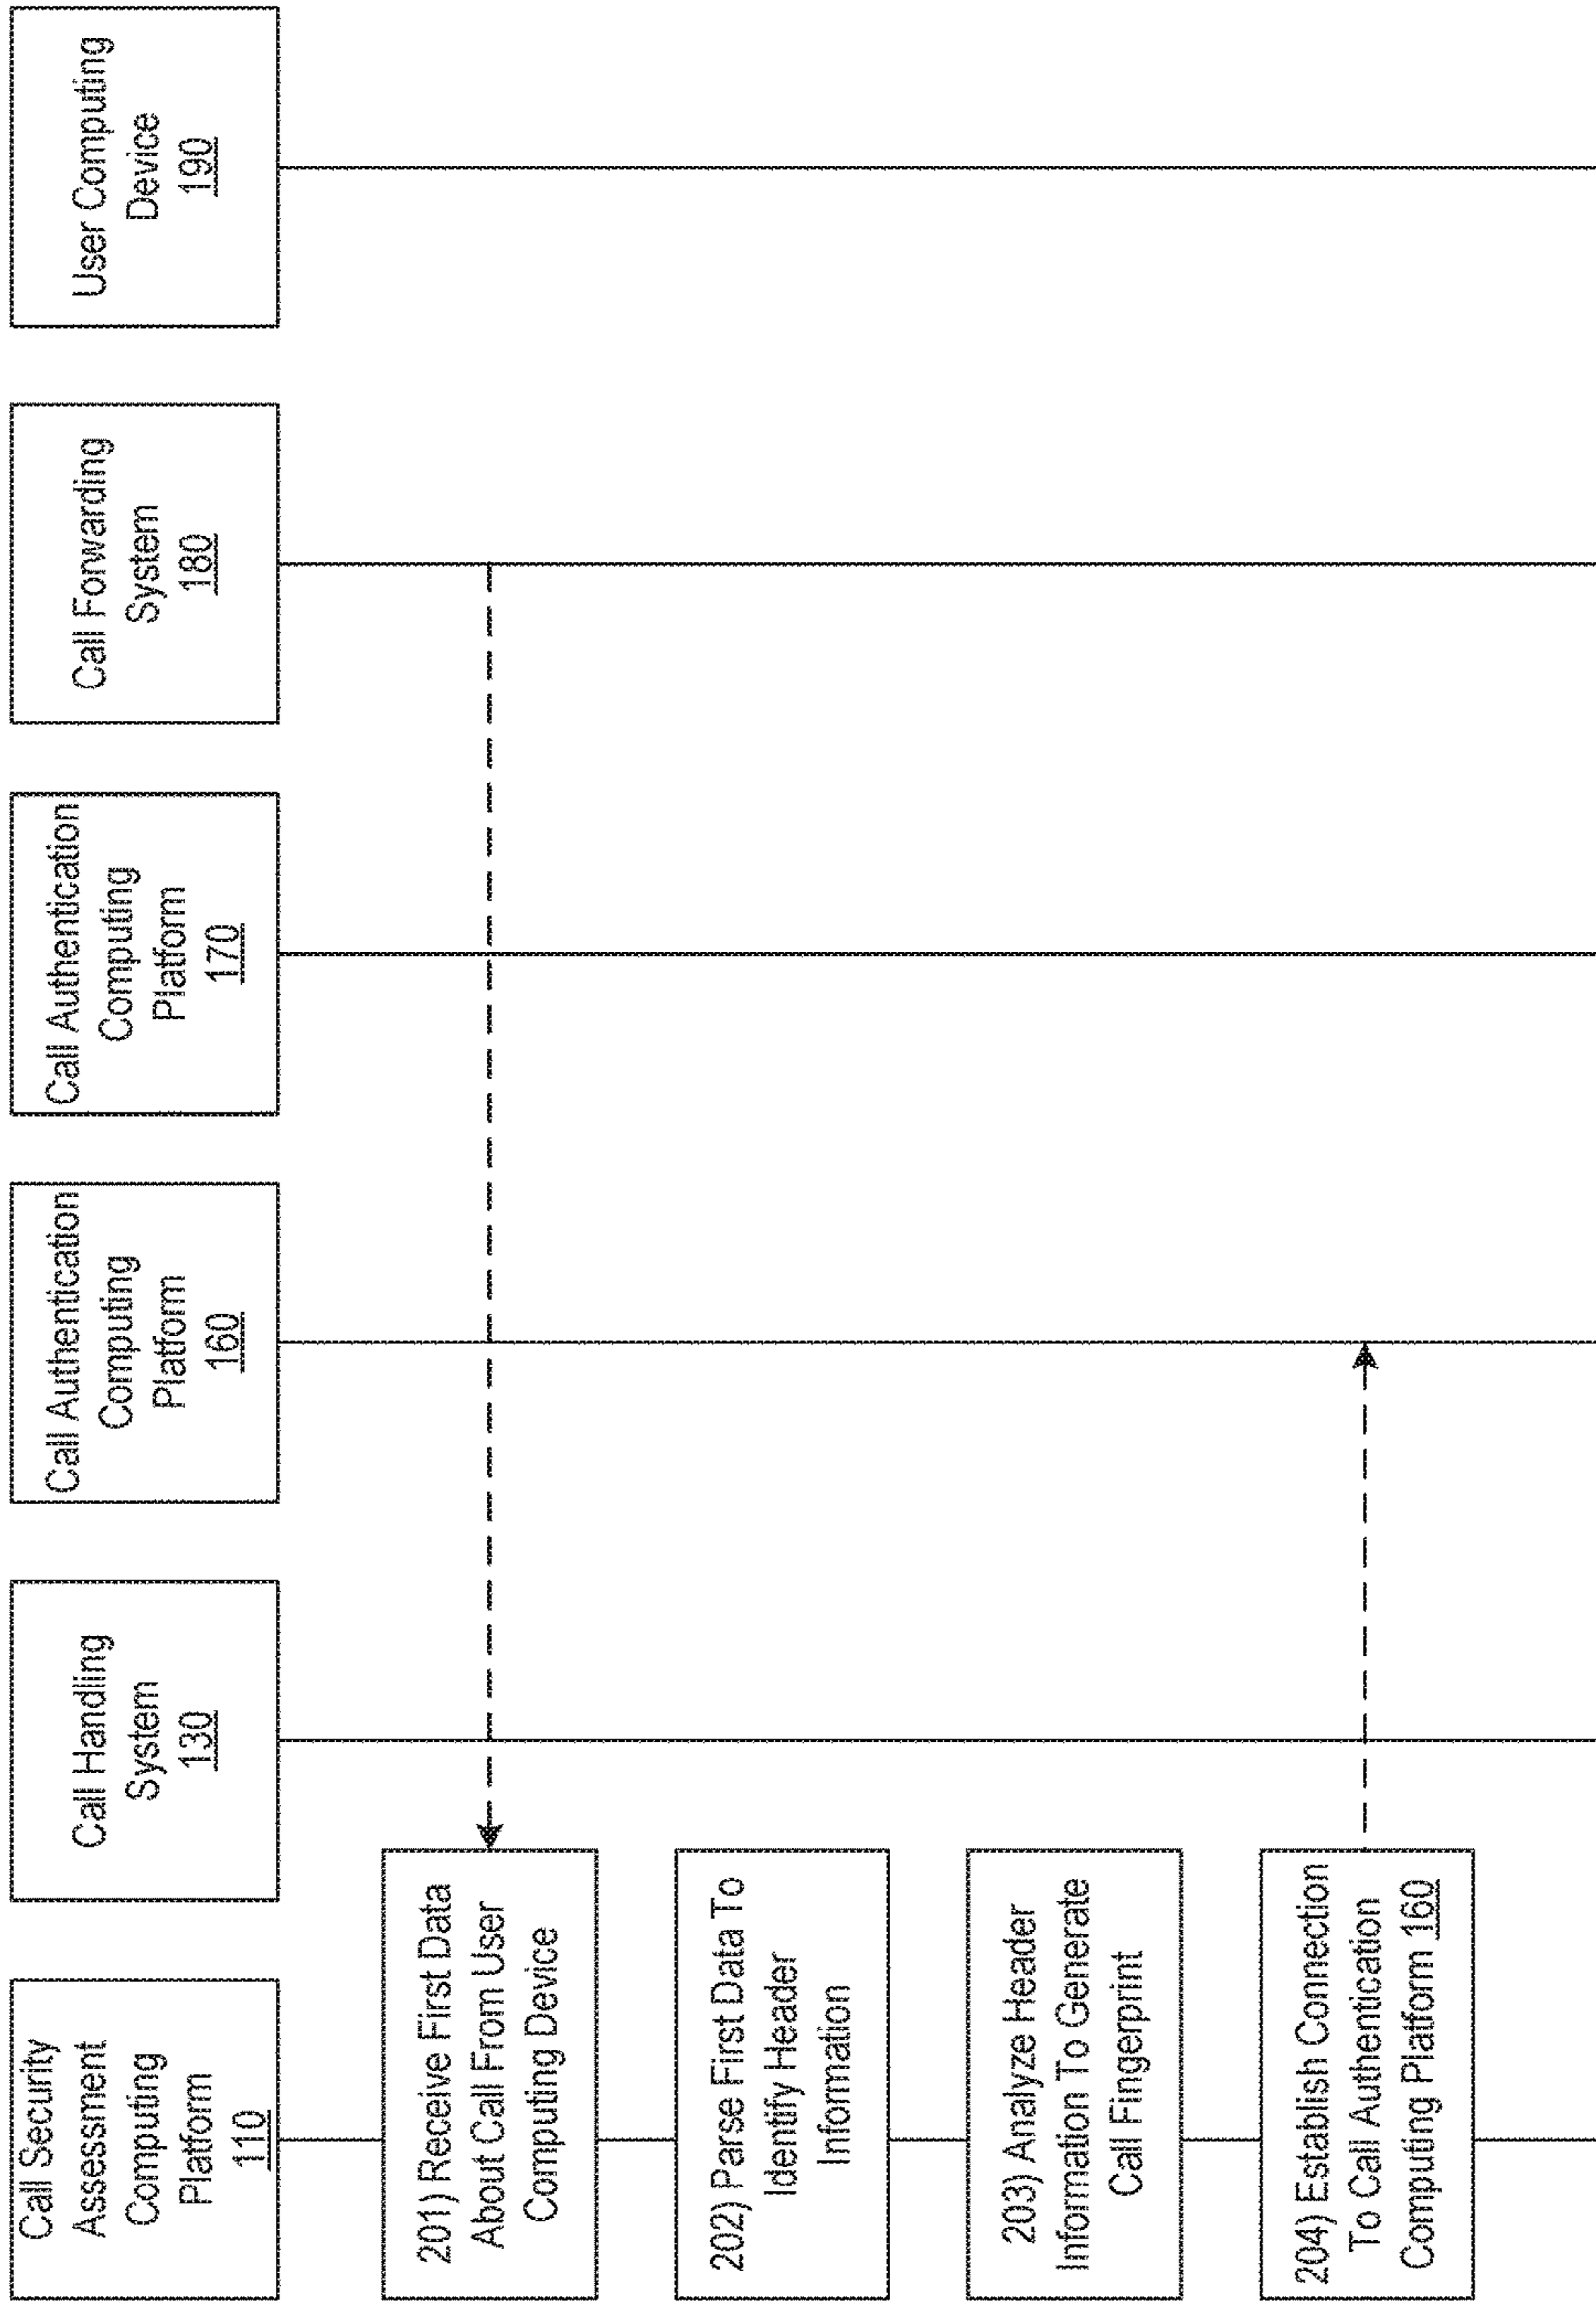 Call Security
Assessment
Computing
Platform
110
Call Handling
System
130
Call Authentication
Computing
Platform
160
Call Authentication
Computing
Platform
170
Call Forwarding
System
180
User Computing
Device
190
201) Receive First Data
About Call From User
Computing Device
202) Parse First Data To
Identify Header
Information
203) Analyze Header
Information To Generate
Call Fingerprint
204) Establish Connection
To Call Authentication
Computing Platform 160